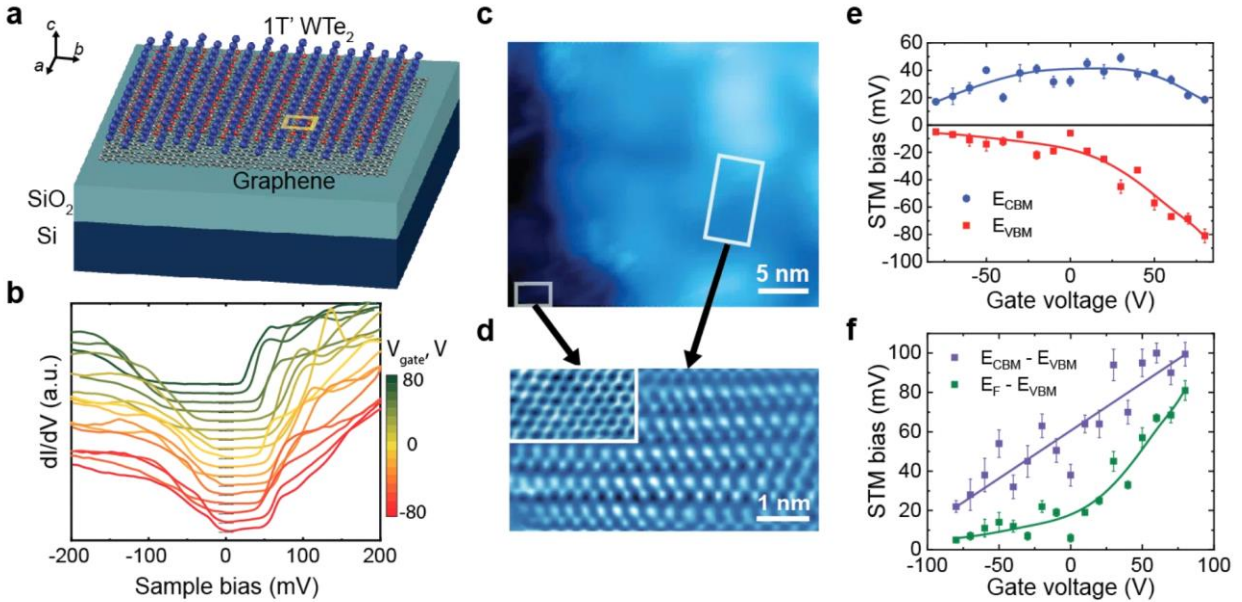 a
1T' WTe2
c
b
a
Graphene
SiO2
Si
b
dI/dV (a.u.)
Vgate, V
80
0
-80
-200
-100
0
100
200
Sample bias (mV)
c
5 nm
d
1 nm
e
STM bias (mV)
60
40
20
0
-20
-40
-60
-80
-100
ECBM
EVBM
-50
0
50
Gate voltage (V)
f
STM bias (mV)
100
80
60
40
20
0
ECBM - EVBM
EF - EVBM
-100
-50
0
50
100
Gate voltage (V)